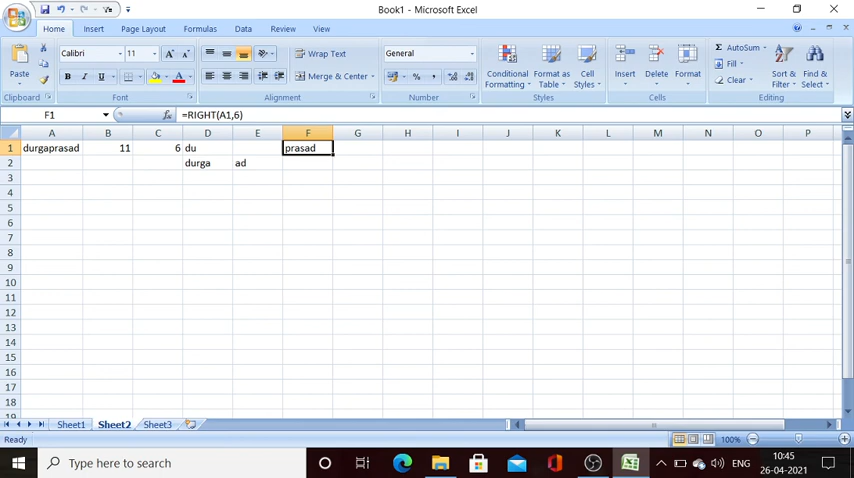 Book1 - Microsoft Excel
Home Insert Page Layout Formulas Data Review View
Paste Calibri 11 A A Wrap Text General Conditional Formatting Format as Table Cell Styles Insert Delete Format Σ AutoSum Fill Clear Sort & Filter Find & Select
B I U A Merge & Center % ,
Clipboard Font Alignment Number Styles Cells Editing
F1 fx =RIGHT(A1,6)
A B C D E F G H I J K L M N O P
1 durgaprasad 11 6 du prasad
2 durga ad
3
4
5
6
7
8
9
10
11
12
13
14
15
16
17
18
19
Sheet1 Sheet2 Sheet3
Ready 100%
Type here to search ENG 10:45
26-04-2021